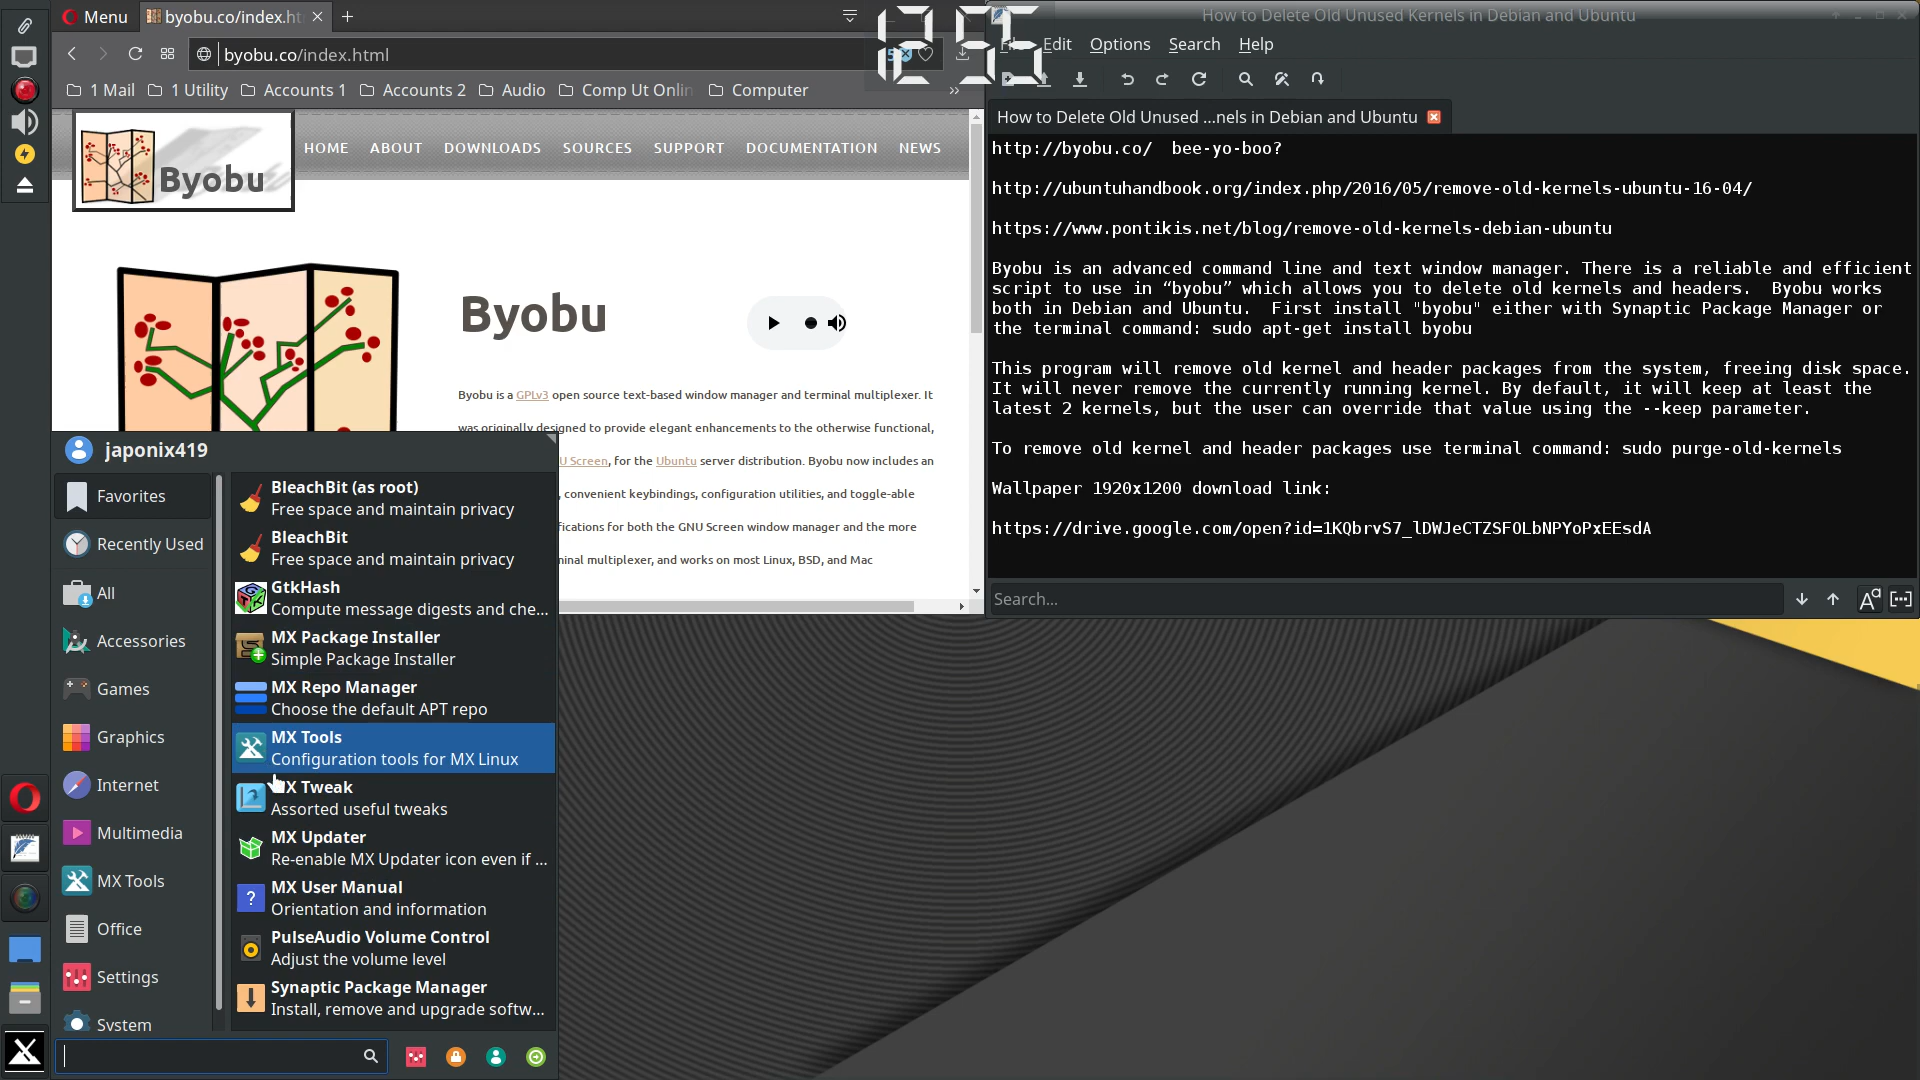 Menu
byobu.co/index.ht
12 55
How to Delete Old Unused Kernels in Debian and Ubuntu
byobu.co/index.html
Edit Options Search Help
1 Mail 1 Utility Accounts 1 Accounts 2 Audio Comp Ut Onlin Computer »
How to Delete Old Unused ...nels in Debian and Ubuntu
Byobu
HOME ABOUT DOWNLOADS SOURCES SUPPORT DOCUMENTATION NEWS
Byobu
Byobu is a GPLv3 open source text-based window manager and terminal multiplexer. It
was originally designed to provide elegant enhancements to the otherwise functional,
U Screen, for the Ubuntu server distribution. Byobu now includes an
, convenient keybindings, configuration utilities, and toggle-able
fications for both the GNU Screen window manager and the more
ninal multiplexer, and works on most Linux, BSD, and Mac
http://byobu.co/  bee-yo-boo?
http://ubuntuhandbook.org/index.php/2016/05/remove-old-kernels-ubuntu-16-04/
https://www.pontikis.net/blog/remove-old-kernels-debian-ubuntu
Byobu is an advanced command line and text window manager. There is a reliable and efficient
script to use in “byobu” which allows you to delete old kernels and headers.  Byobu works
both in Debian and Ubuntu.  First install "byobu" either with Synaptic Package Manager or
the terminal command: sudo apt-get install byobu
This program will remove old kernel and header packages from the system, freeing disk space.
It will never remove the currently running kernel. By default, it will keep at least the
latest 2 kernels, but the user can override that value using the --keep parameter.
To remove old kernel and header packages use terminal command: sudo purge-old-kernels
Wallpaper 1920x1200 download link:
https://drive.google.com/open?id=1KQbrvS7_lDWJeCTZSFOLbNPYoPxEEsdA
Search...
japonix419
Favorites
Recently Used
All
Accessories
Games
Graphics
Internet
Multimedia
MX Tools
Office
Settings
System
BleachBit (as root)
Free space and maintain privacy
BleachBit
Free space and maintain privacy
GtkHash
Compute message digests and che...
MX Package Installer
Simple Package Installer
MX Repo Manager
Choose the default APT repo
MX Tools
Configuration tools for MX Linux
MX Tweak
Assorted useful tweaks
MX Updater
Re-enable MX Updater icon even if ...
MX User Manual
Orientation and information
PulseAudio Volume Control
Adjust the volume level
Synaptic Package Manager
Install, remove and upgrade softw...